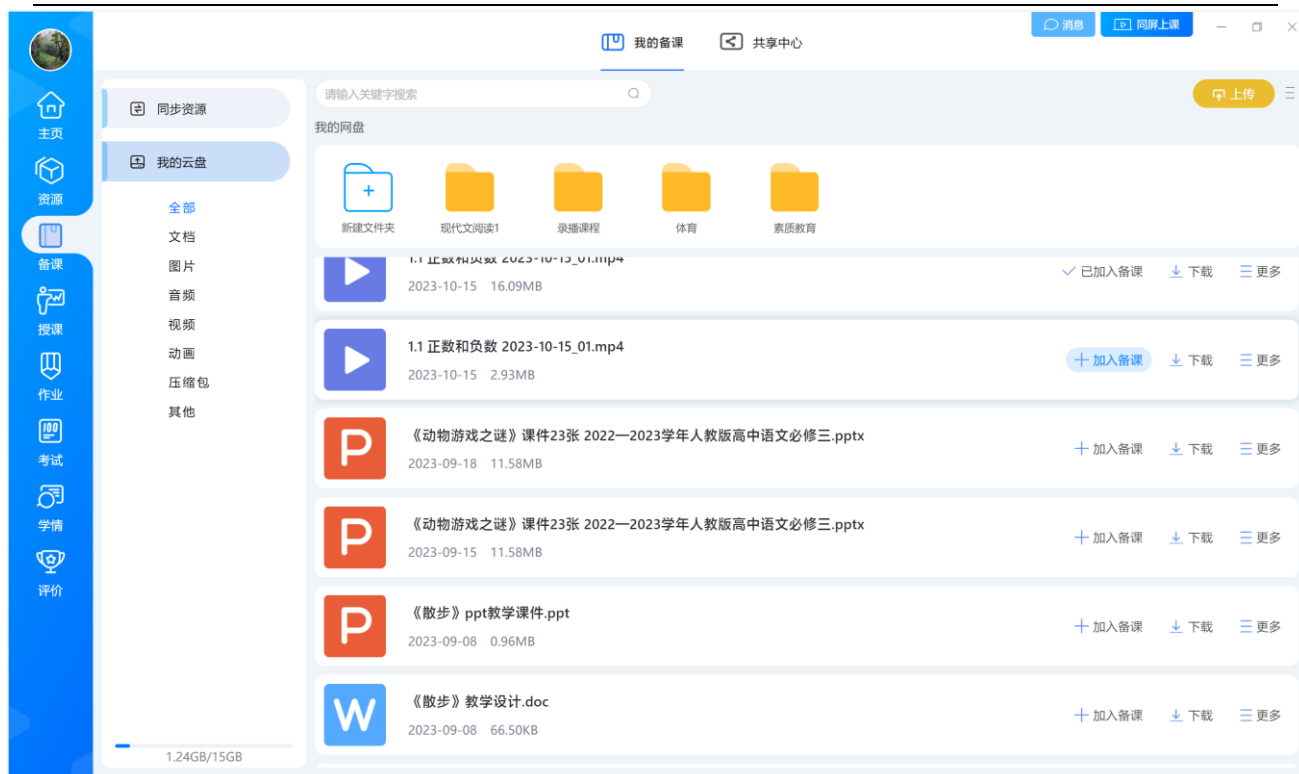 我的备课
共享中心
消息
同屏上课
主页
资源
备课
授课
作业
考试
100
学情
评价
同步资源
我的云盘
全部
文档
图片
音频
视频
动画
压缩包
其他
1.24GB/15GB
请输入关键字搜索
上传
我的网盘
新建文件夹
现代文阅读1
录播课程
体育
素质教育
1.1 正数和负数 2023-10-15_01.mp4
2023-10-15 16.09MB
已加入备课 下载 更多
1.1 正数和负数 2023-10-15_01.mp4
2023-10-15 2.93MB
加入备课 下载 更多
P
《动物游戏之谜》课件23张 2022—2023学年人教版高中语文必修三.pptx
2023-09-18 11.58MB
加入备课 下载 更多
P
《动物游戏之谜》课件23张 2022—2023学年人教版高中语文必修三.pptx
2023-09-15 11.58MB
加入备课 下载 更多
P
《散步》ppt教学课件.ppt
2023-09-08 0.96MB
加入备课 下载 更多
W
《散步》教学设计.doc
2023-09-08 66.50KB
加入备课 下载 更多